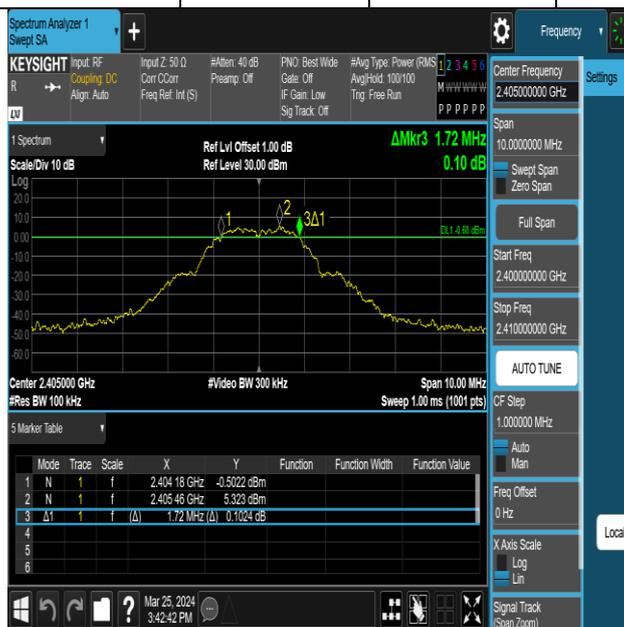 Spectrum Analyzer 1
Swept SA
+
Frequency
KEYSIGHT
R
LXI
Input: RF
Coupling: DC
Align: Auto
Input Z: 50 Ω
Corr CCorr
Freq Ref: Int (S)
#Atten: 40 dB
Preamp: Off
PNO: Best Wide
Gate: Off
IF Gain: Low
Sig Track: Off
#Avg Type: Power (RMS
Avg|Hold: 100/100
Trig: Free Run
1 2 3 4 5 6
M W W W W W
P P P P P P
1 Spectrum
Scale/Div 10 dB
Ref Lvl Offset 1.00 dB
Ref Level 30.00 dBm
ΔMkr3 1.72 MHz
0.10 dB
Log
20.0
10.0
0.00
-10.0
-20.0
-30.0
-40.0
-50.0
-60.0
1
2
3Δ1
DL1 -0.68 dBm
Center 2.405000 GHz
#Res BW 100 kHz
#Video BW 300 kHz
Span 10.00 MHz
Sweep 1.00 ms (1001 pts)
5 Marker Table
Mode Trace Scale X Y Function Function Width Function Value
1 N 1 f 2.404 18 GHz -0.5022 dBm
2 N 1 f 2.405 46 GHz 5.323 dBm
3 Δ1 1 f (Δ) 1.72 MHz (Δ) 0.1024 dB
4
5
6
Mar 25, 2024
3:42:42 PM
?
Center Frequency
2.405000000 GHz
Settings
Span
10.0000000 MHz
Swept Span
Zero Span
Full Span
Start Freq
2.400000000 GHz
Stop Freq
2.410000000 GHz
AUTO TUNE
CF Step
1.000000 MHz
Auto
Man
Freq Offset
0 Hz
Local
X Axis Scale
Log
Lin
Signal Track
(Span Zoom)